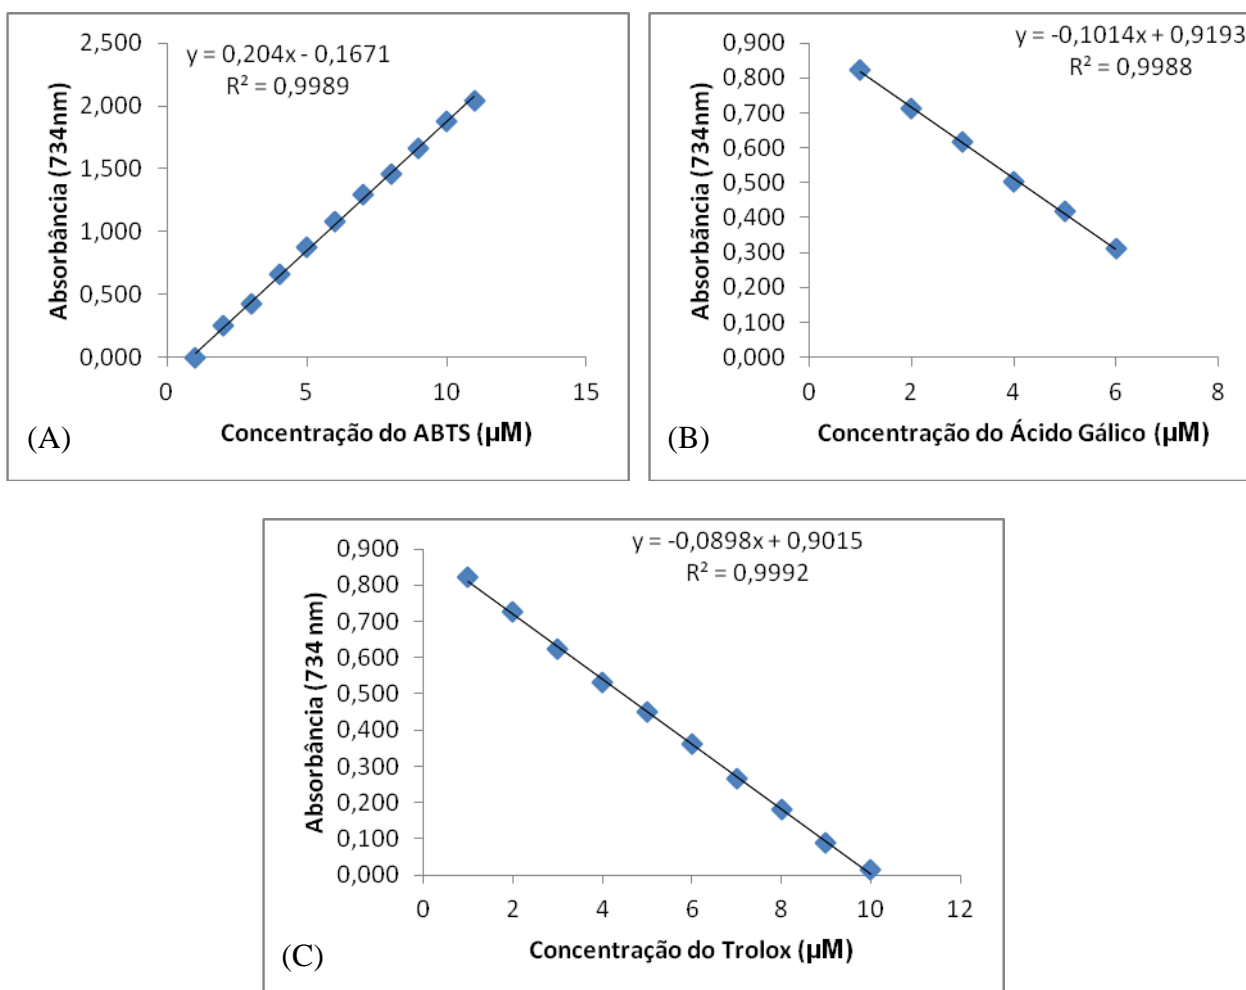 y = 0,204x - 0,1671
R² = 0,9989
2,500
2,000
1,500
1,000
0,500
0,000
0
5
10
15
Absorbância (734nm)
Concentração do ABTS (μM)
(A)
y = -0,1014x + 0,9193
R² = 0,9988
0,900
0,800
0,700
0,600
0,500
0,400
0,300
0,200
0,100
0,000
0
2
4
6
8
Absorbância (734nm)
Concentração do Ácido Gálico (μM)
(B)
y = -0,0898x + 0,9015
R² = 0,9992
0,900
0,800
0,700
0,600
0,500
0,400
0,300
0,200
0,100
0,000
0
2
4
6
8
10
12
Absorbância (734 nm)
Concentração do Trolox (μM)
(C)